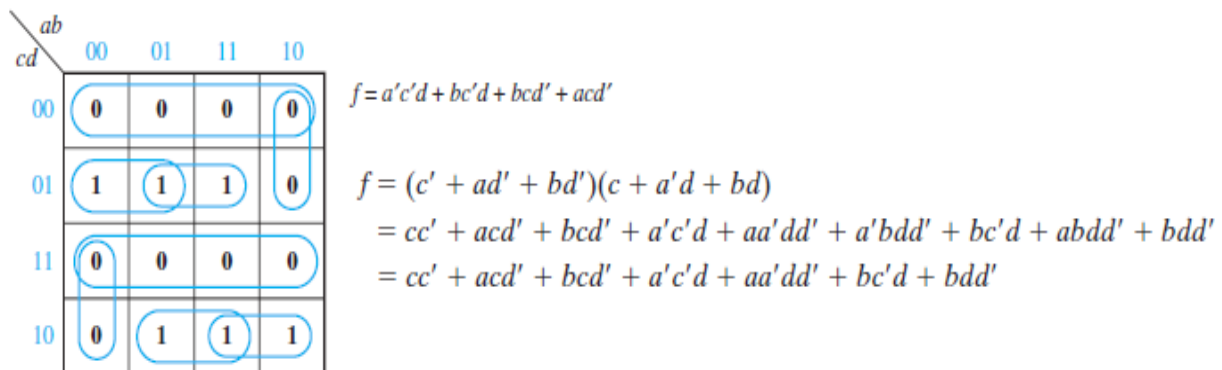 ab
cd 00 01 11 10
00 0 0 0 0
01 1 1 1 0
11 0 0 0 0
10 0 1 1 1
f = a′c′d + bc′d + bcd′ + acd′
f = (c′ + ad′ + bd′)(c + a′d + bd)
= cc′ + acd′ + bcd′ + a′c′d + aa′dd′ + a′bdd′ + bc′d + abdd′ + bdd′
= cc′ + acd′ + bcd′ + a′c′d + aa′dd′ + bc′d + bdd′